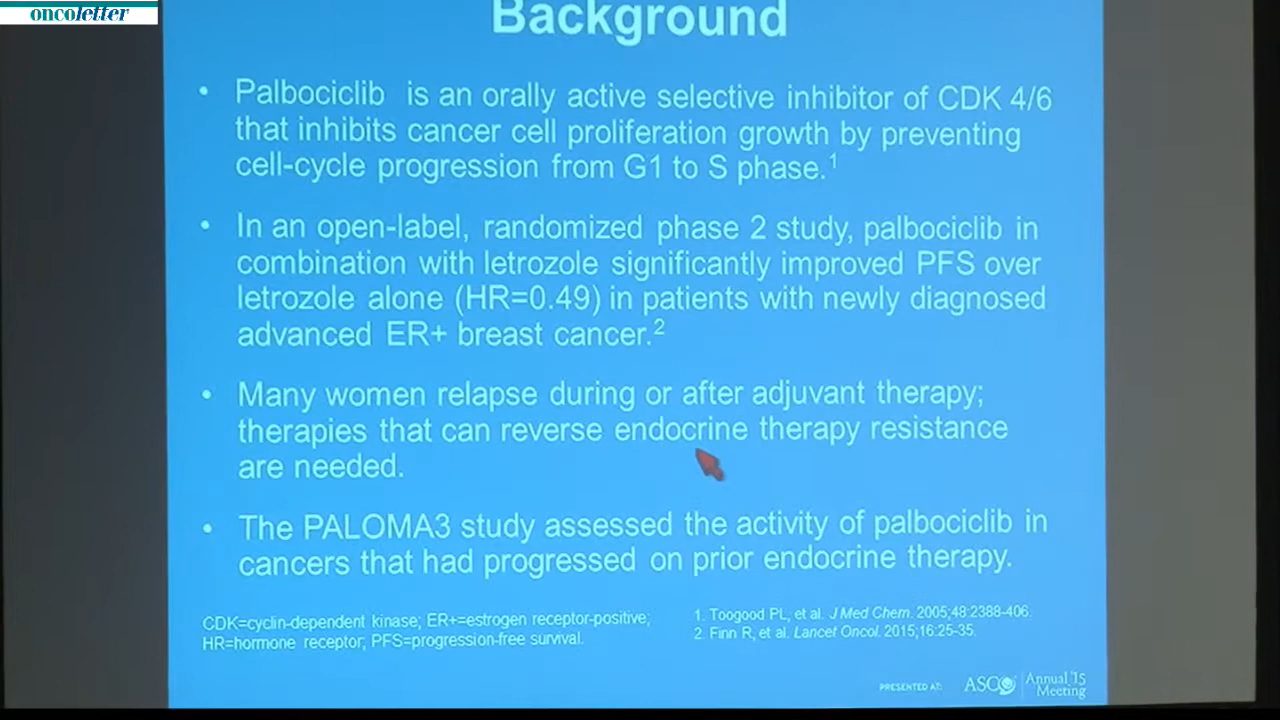 oncoletter
Background
• Palbociclib is an orally active selective inhibitor of CDK 4/6
that inhibits cancer cell proliferation growth by preventing
cell-cycle progression from G1 to S phase.1
• In an open-label, randomized phase 2 study, palbociclib in
combination with letrozole significantly improved PFS over
letrozole alone (HR=0.49) in patients with newly diagnosed
advanced ER+ breast cancer.2
• Many women relapse during or after adjuvant therapy;
therapies that can reverse endocrine therapy resistance
are needed.
• The PALOMA3 study assessed the activity of palbociclib in
cancers that had progressed on prior endocrine therapy.
CDK=cyclin-dependent kinase; ER+=estrogen receptor-positive;
HR=hormone receptor; PFS=progression-free survival.
1. Toogood PL, et al. J Med Chem. 2005;48:2388-406.
2. Finn R, et al. Lancet Oncol. 2015;16:25-35.
PRESENTED AT: ASCO Annual '15
Meeting